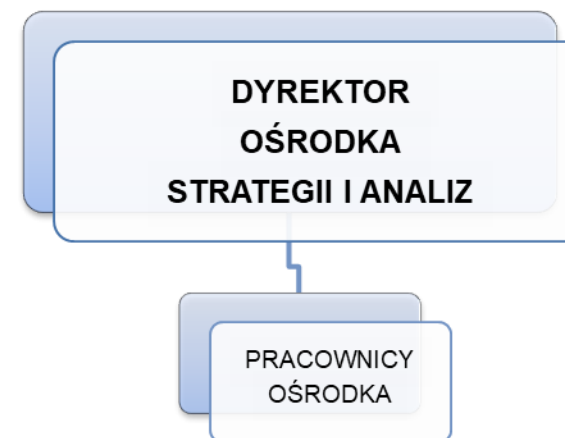 DYREKTOR
OŚRODKA
STRATEGII I ANALIZ
PRACOWNICY
OŚRODKA